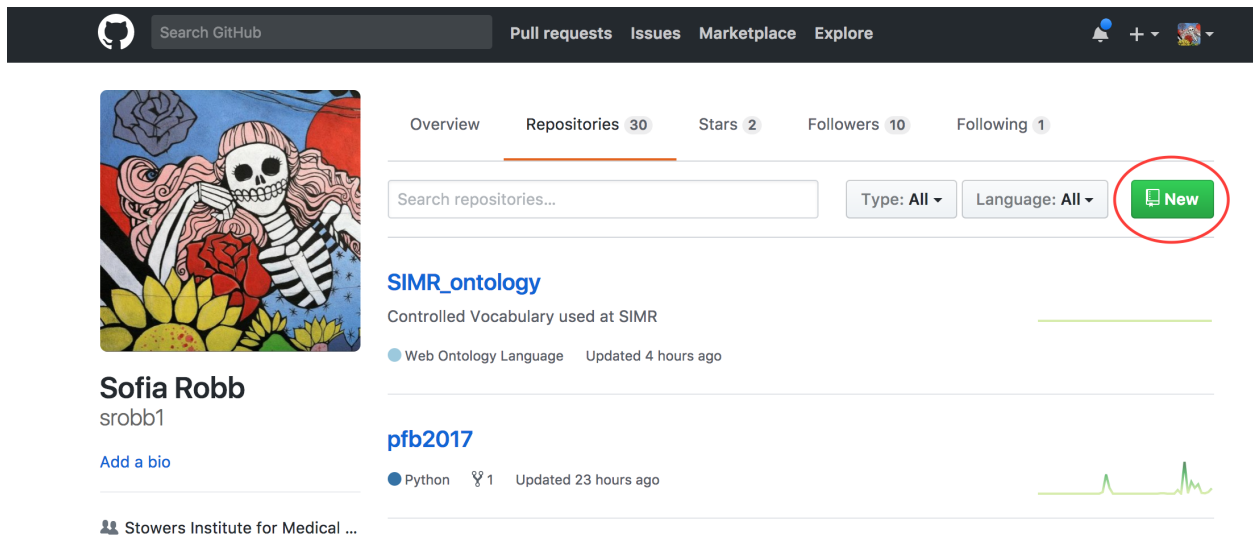 Search GitHub Pull requests Issues Marketplace Explore
Overview Repositories 30 Stars 2 Followers 10 Following 1
Search repositories... Type: All Language: All New
SIMR_ontology
Controlled Vocabulary used at SIMR
Web Ontology Language Updated 4 hours ago
Sofia Robb
srobb1
Add a bio
Stowers Institute for Medical ...
pfb2017
Python 1 Updated 23 hours ago